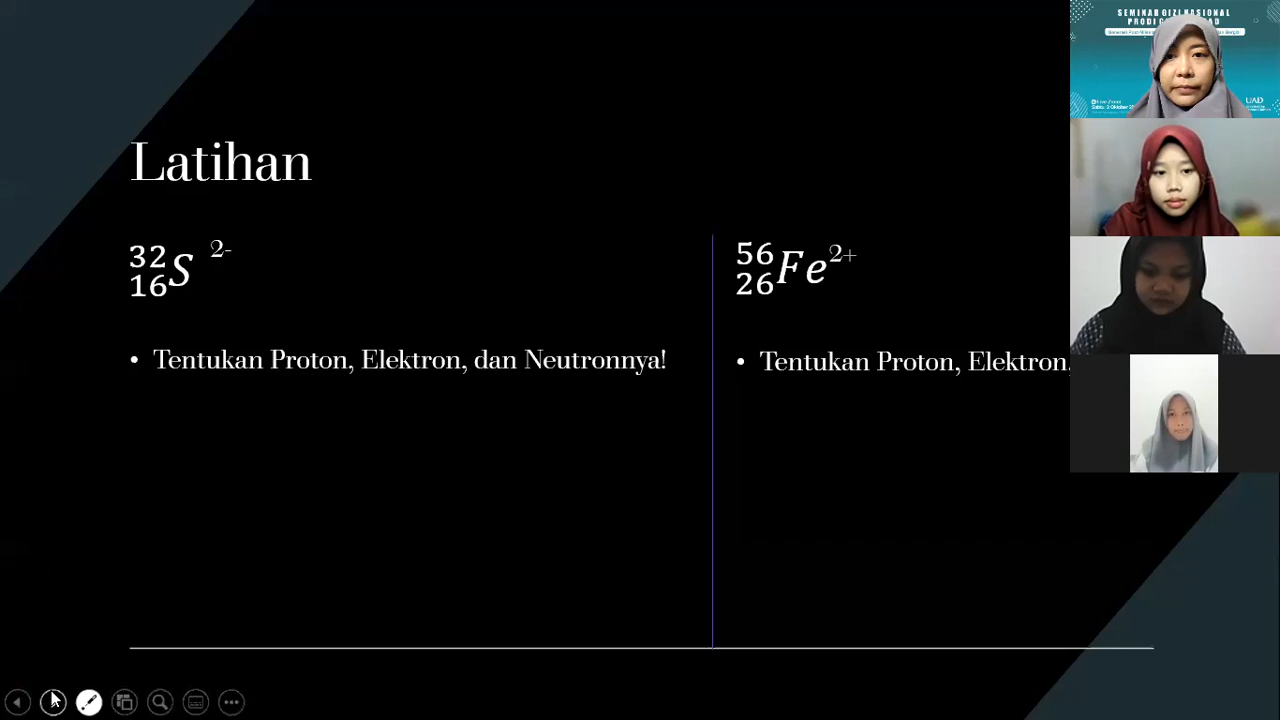 Latihan
32
16 S 2-
• Tentukan Proton, Elektron, dan Neutronnya!
56
26 Fe 2+
• Tentukan Proton, Elektron,
SEMINAR GIZI NASIONAL
PRODI
UAD